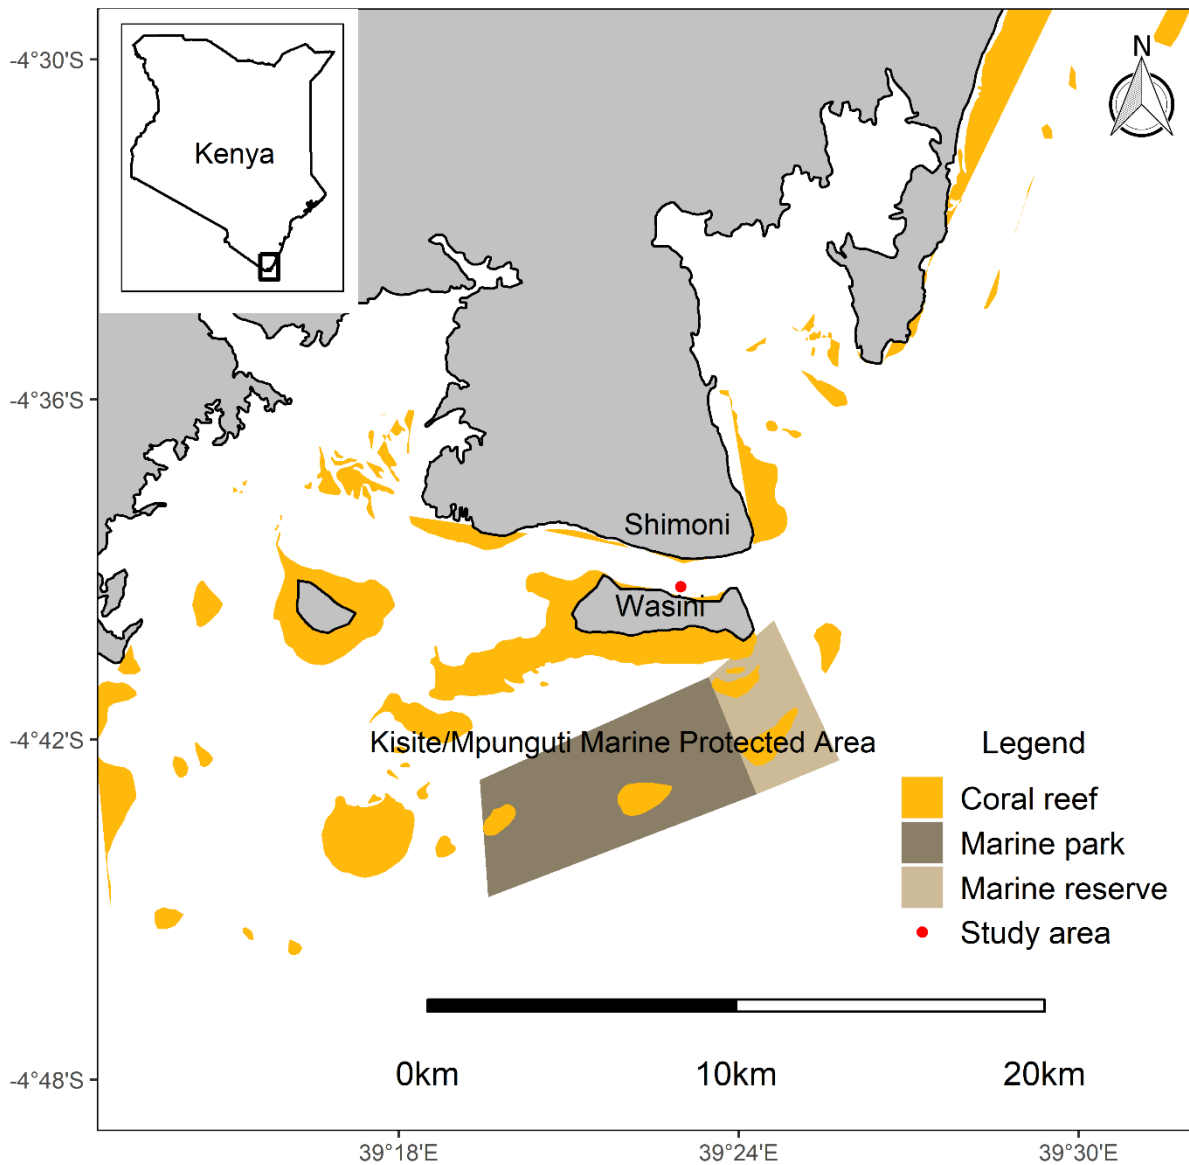 -4°30'S
N
Kenya
-4°36'S
Shimoni
Wasini
-4°42'S
Kisite/Mpunguti Marine Protected Area
Legend
Coral reef
Marine park
Marine reserve
Study area
0km
10km
20km
-4°48'S
39°18'E
39°24'E
39°30'E